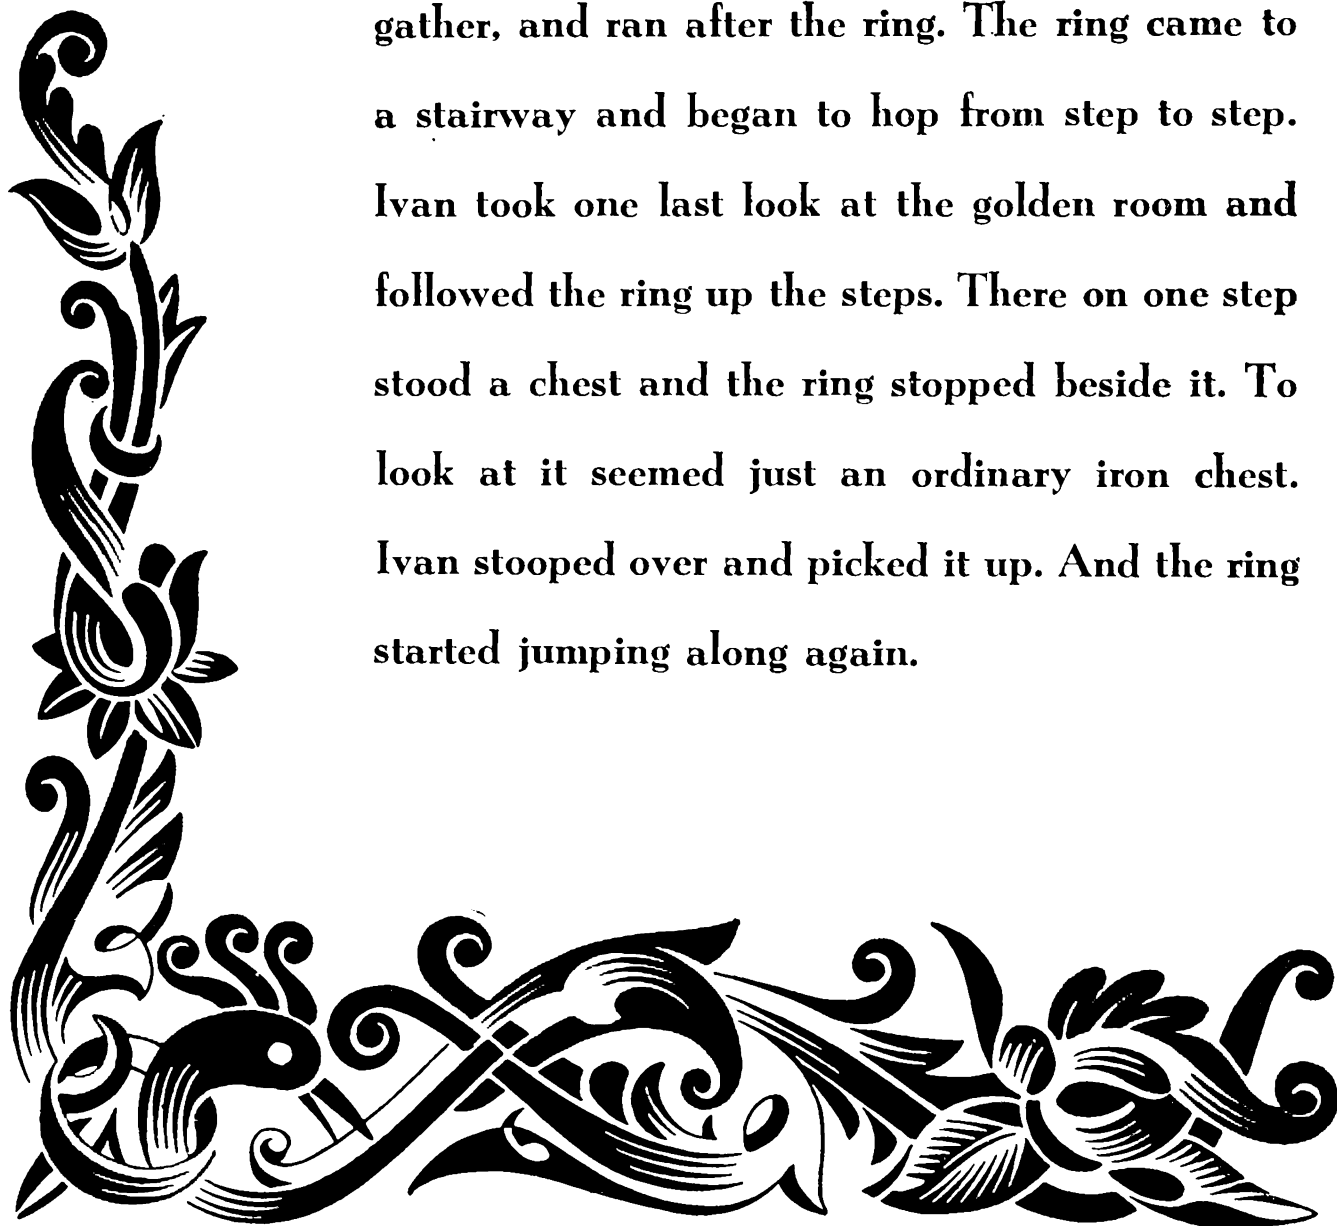 gather, and ran after the ring. The ring came to
a stairway and began to hop from step to step.
Ivan took one last look at the golden room and
followed the ring up the steps. There on one step
stood a chest and the ring stopped beside it. To
look at it seemed just an ordinary iron chest.
Ivan stooped over and picked it up. And the ring
started jumping along again.